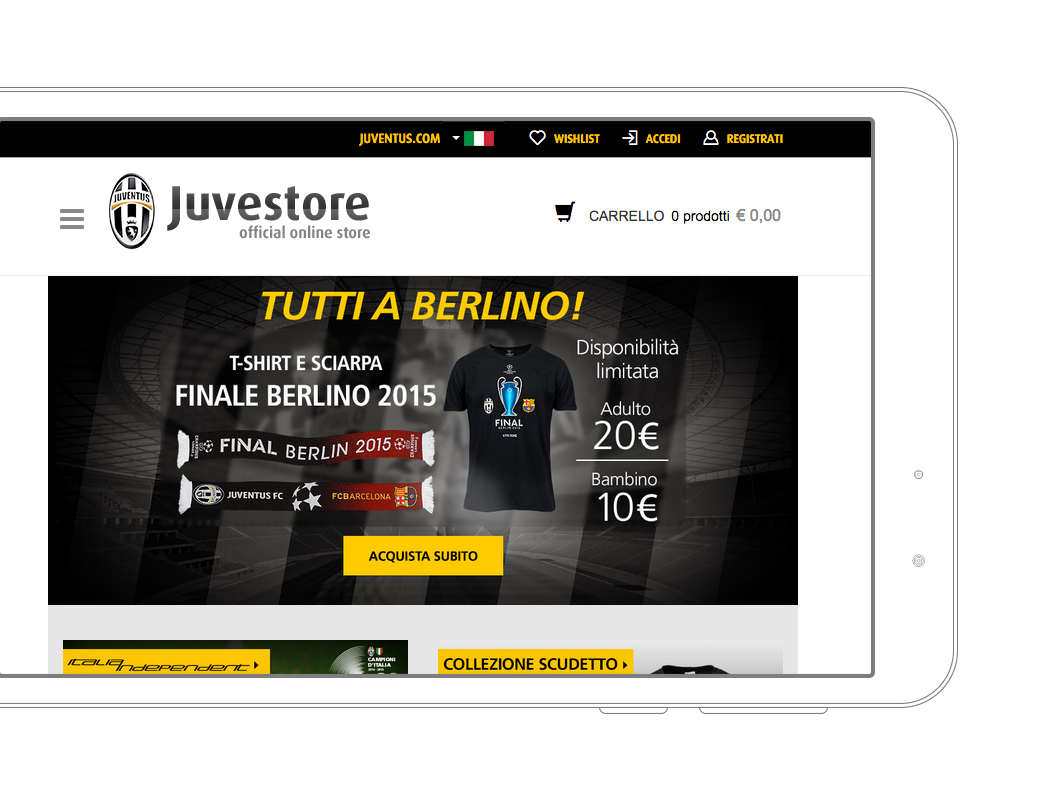 JUVENTUS.COM
WISHLIST
ACCEDI
REGISTRATI
JUVENTUS
Juvestore
official online store
CARRELLO 0 prodotti € 0,00
TUTTI A BERLINO!
T-SHIRT E SCIARPA
FINALE BERLINO 2015
FINAL BERLIN 2015
JUVENTUS FC
FCBARCELONA
FINAL
BERLIN 2015
Disponibilità
limitata
Adulto
20€
Bambino
10€
ACQUISTA SUBITO
Italia Independent
CAMPIONI
D'ITALIA
COLLEZIONE SCUDETTO